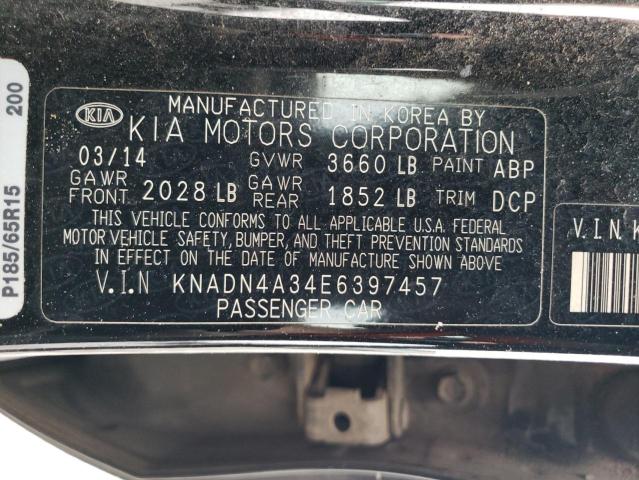 MANUFACTURED IN KOREA BY
KIA KIA MOTORS CORPORATION
03/14 GVWR 3660 LB PAINT ABP
GAWR FRONT 2028 LB GAWR REAR 1852 LB TRIM DCP
THIS VEHICLE CONFORMS TO ALL APPLICABLE U.S.A. FEDERAL
MOTOR VEHICLE SAFETY, BUMPER, AND THEFT PREVENTION STANDARDS
IN EFFECT ON THE DATE OF MANUFACTURE SHOWN ABOVE
V.I.N KNADN4A34E6397457
PASSENGER CAR
P185/65R15 200
V.I.N K